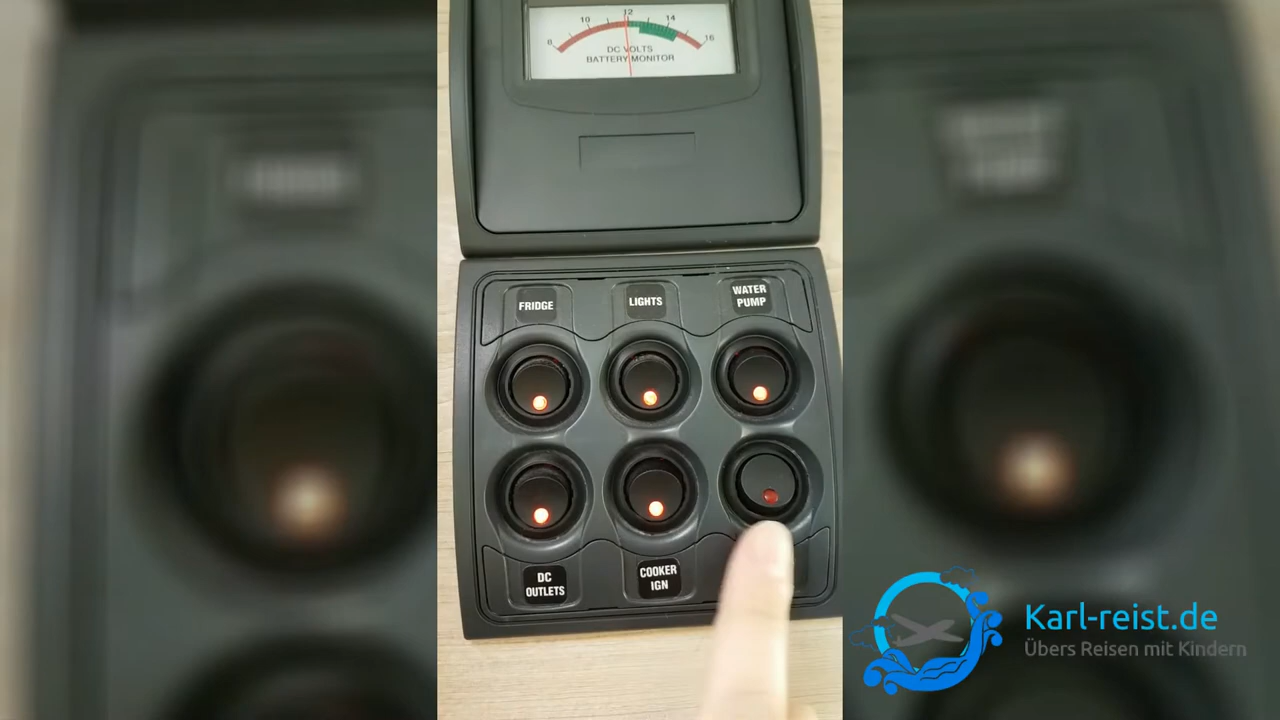 8 10 12 14 16
DC VOLTS
BATTERY MONITOR
FRIDGE
LIGHTS
WATER
PUMP
DC
OUTLETS
COOKER
IGN
Karl-reist.de
Übers Reisen mit Kindern